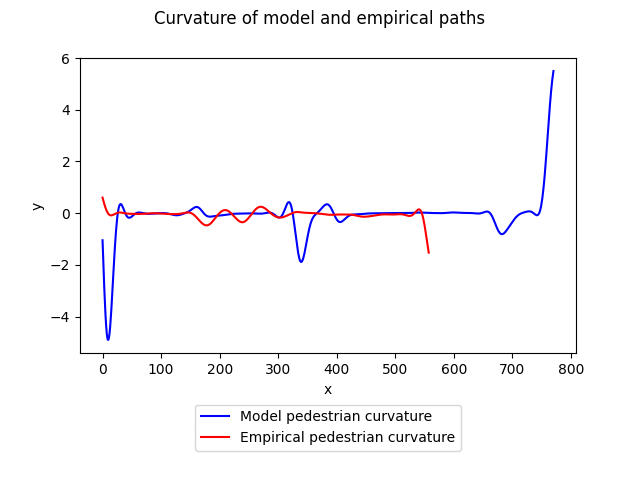 Curvature of model and empirical paths
6
4
2
0
−2
−4
y
0 100 200 300 400 500 600 700 800
x
Model pedestrian curvature
Empirical pedestrian curvature